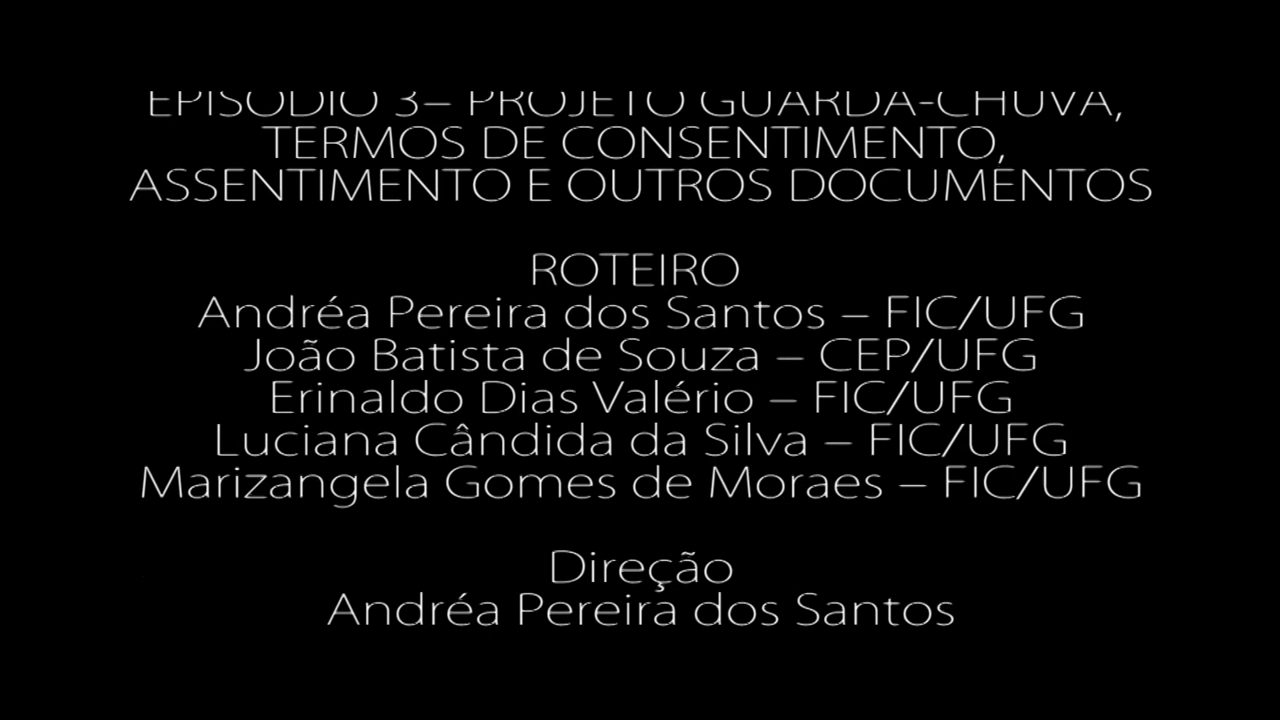 EPISÓDIO 3– PROJETO GUARDA-CHUVA,
TERMOS DE CONSENTIMENTO,
ASSENTIMENTO E OUTROS DOCUMENTOS
ROTEIRO
Andréa Pereira dos Santos – FIC/UFG
João Batista de Souza – CEP/UFG
Erinaldo Dias Valério – FIC/UFG
Luciana Cândida da Silva – FIC/UFG
Marizangela Gomes de Moraes – FIC/UFG
Direção
Andréa Pereira dos Santos